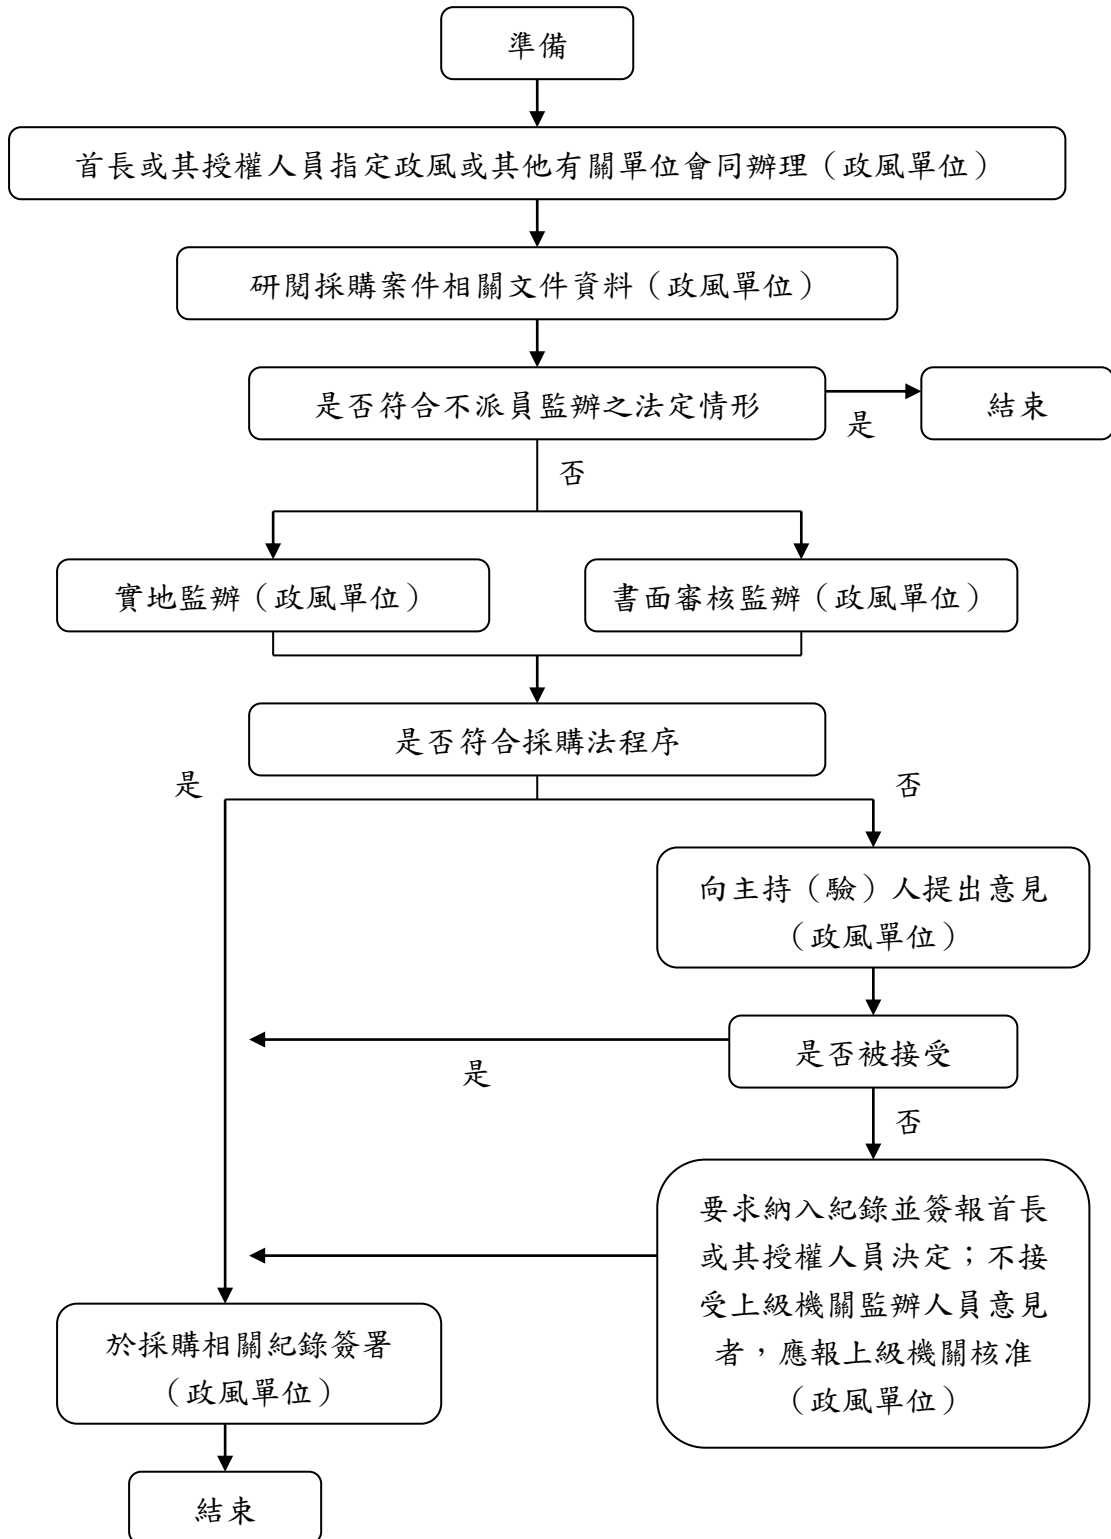 準備
首長或其授權人員指定政風或其他有關單位會同辦理（政風單位）
研閱採購案件相關文件資料（政風單位）
是否符合不派員監辦之法定情形
是
結束
否
實地監辦（政風單位）
書面審核監辦（政風單位）
是否符合採購法程序
是
否
向主持（驗）人提出意見
（政風單位）
是否被接受
是
否
要求納入紀錄並簽報首長
或其授權人員決定；不接
受上級機關監辦人員意見
者，應報上級機關核准
（政風單位）
於採購相關紀錄簽署
（政風單位）
結束